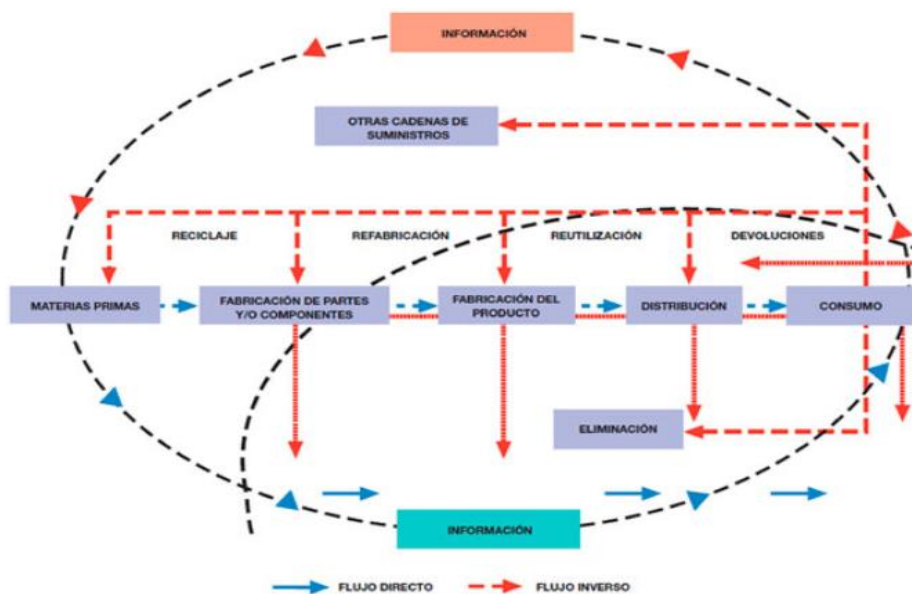 INFORMACIÓN
OTRAS CADENAS DE
SUMINISTROS
RECICLAJE
REFABRICACIÓN
REUTILIZACIÓN
DEVOLUCIONES
MATERIAS PRIMAS
FABRICACIÓN DE PARTES
Y/O COMPONENTES
FABRICACIÓN DEL
PRODUCTO
DISTRIBUCIÓN
CONSUMO
ELIMINACIÓN
INFORMACIÓN
FLUJO DIRECTO
FLUJO INVERSO